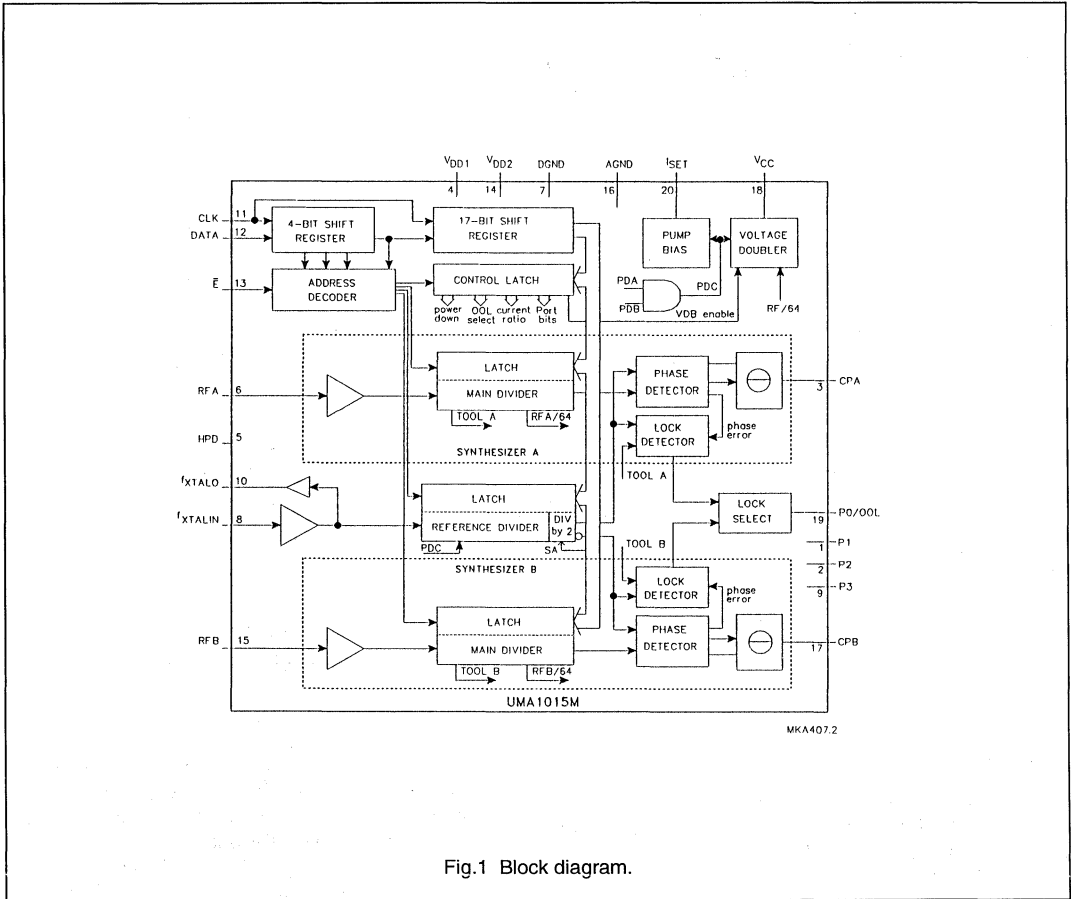 VDD1 VDD2 DGND AGND ISET VCC
4 14 7 16 20 18
CLK 11
DATA 12
E̅ 13
4-BIT SHIFT
REGISTER
17-BIT SHIFT
REGISTER
PUMP
BIAS
VOLTAGE
DOUBLER
ADDRESS
DECODER
CONTROL LATCH
power
down
OOL
select
current
ratio
Port
bits
PDA
PDB
PDC
VDB enable
RF/64
RFA 6
LATCH
MAIN DIVIDER
TOOL A
RFA/64
PHASE
DETECTOR
3 CPA
LOCK
DETECTOR
phase
error
SYNTHESIZER A
TOOL A
HPD 5
fXTALO 10
fXTALIN 8
LATCH
REFERENCE DIVIDER
DIV
by 2
PDC
SA
LOCK
SELECT
19 P0/OOL
1 P1
2 P2
9 P3
TOOL B
SYNTHESIZER B
LOCK
DETECTOR
phase
error
RFB 15
LATCH
MAIN DIVIDER
TOOL B
RFB/64
PHASE
DETECTOR
17 CPB
UMA1015M
MKA407.2
Fig.1 Block diagram.